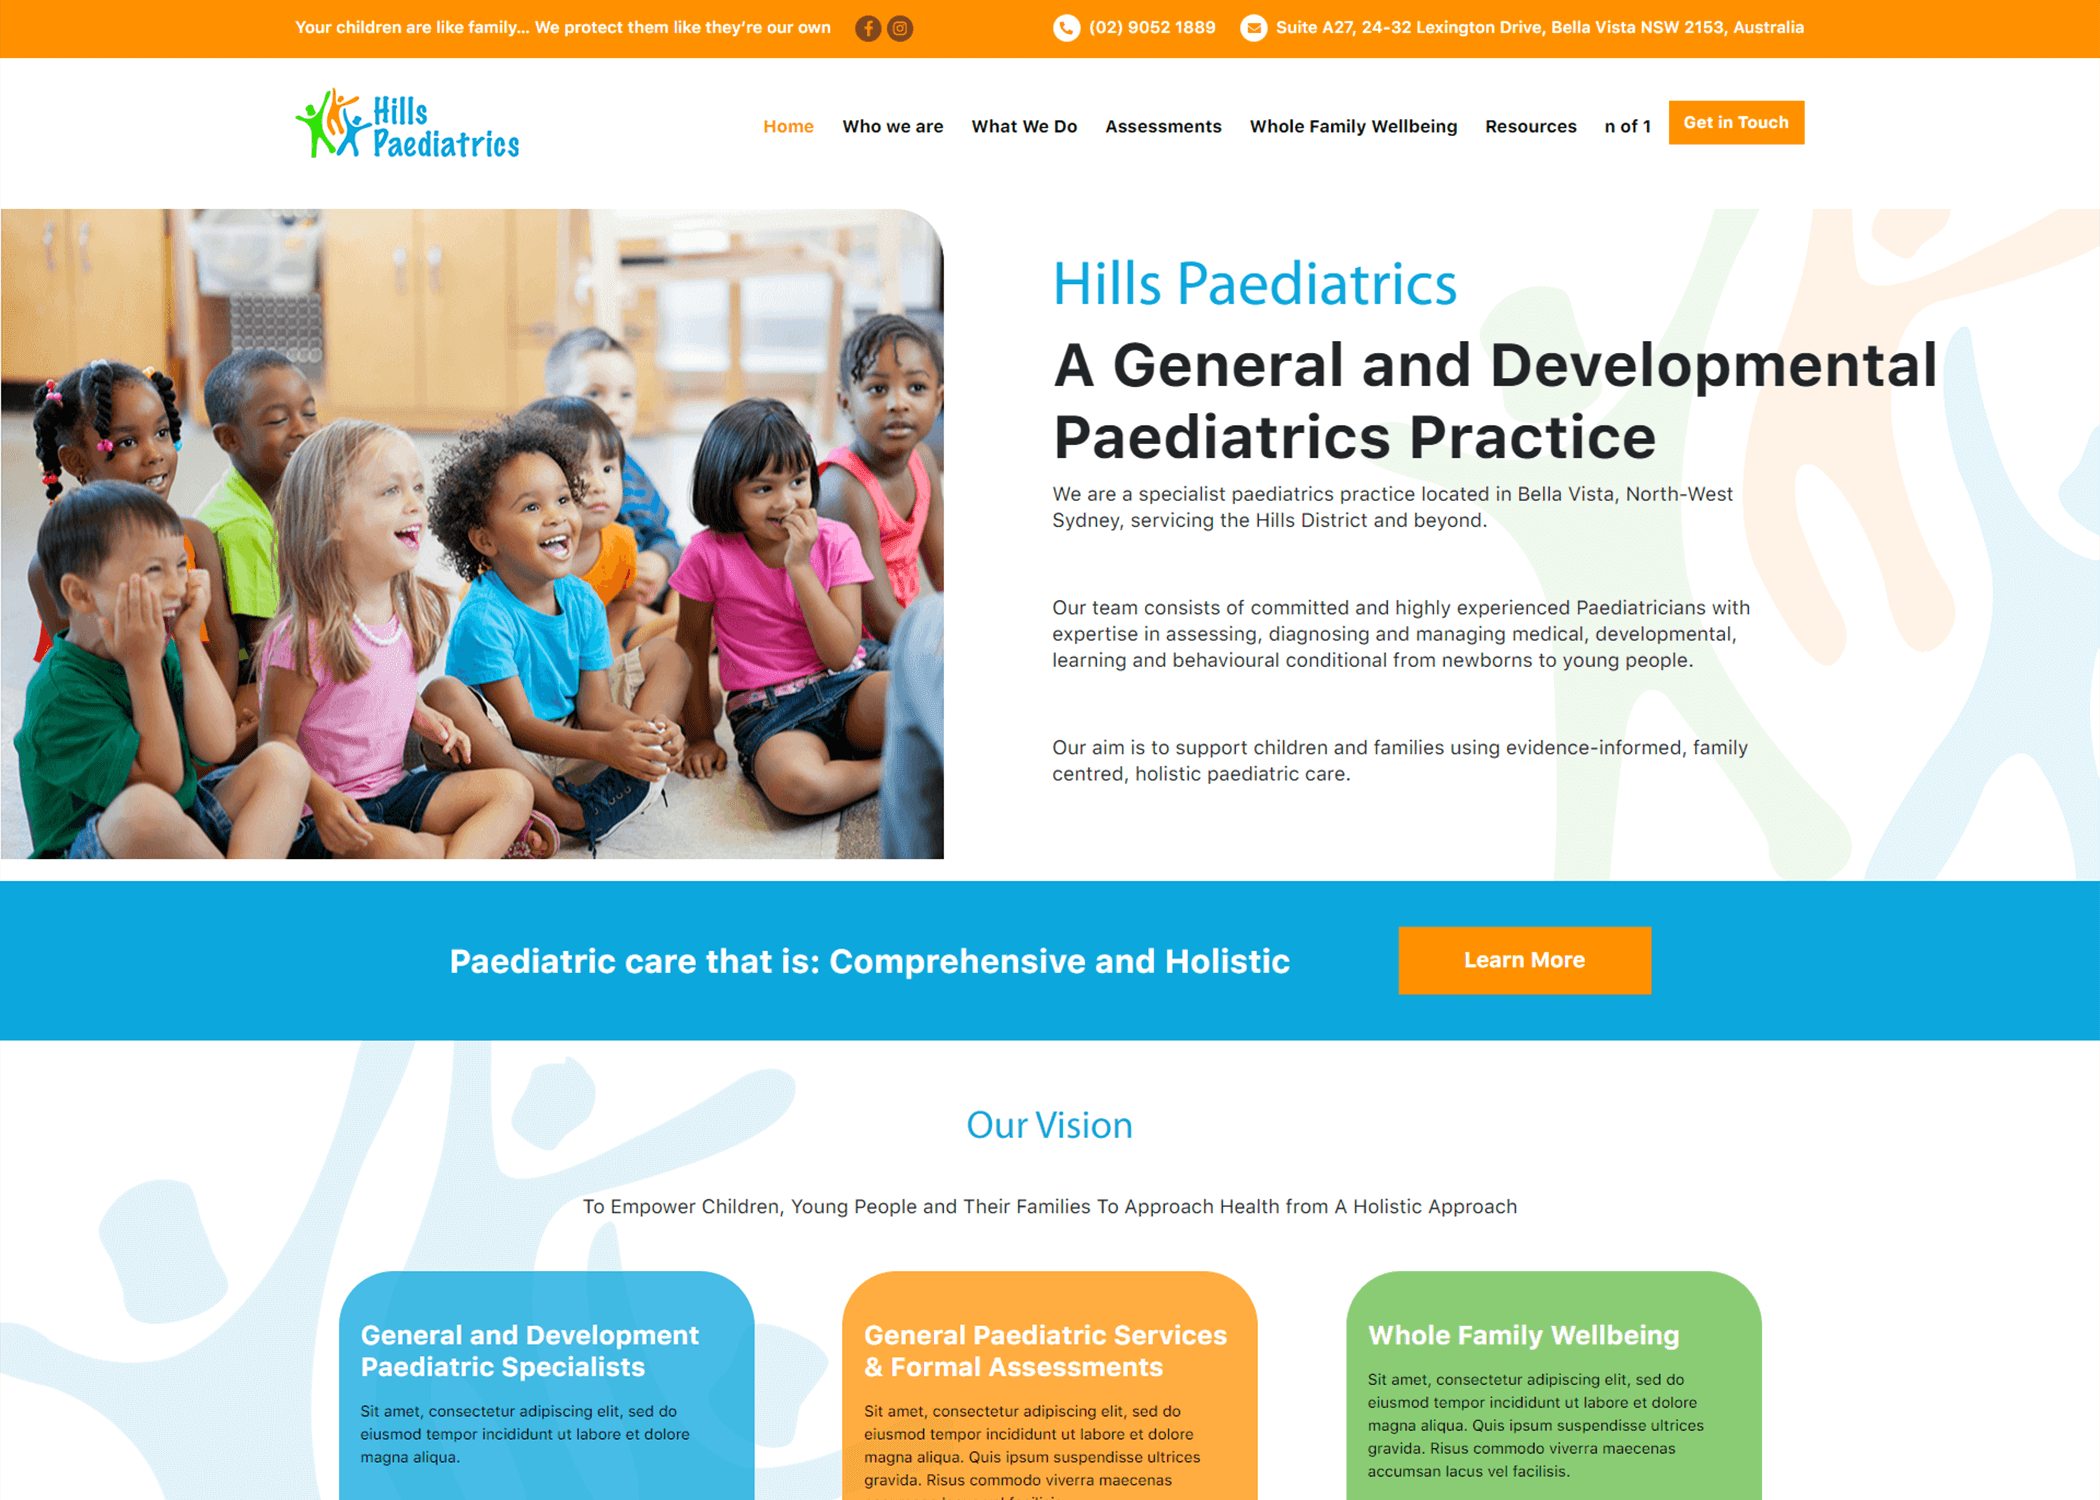 Your children are like family... We protect them like they're our own
(02) 9052 1889
Suite A27, 24-32 Lexington Drive, Bella Vista NSW 2153, Australia
Hills
Paediatrics
Home
Who we are
What We Do
Assessments
Whole Family Wellbeing
Resources
n of 1
Get in Touch
Hills Paediatrics
A General and Developmental
Paediatrics Practice
We are a specialist paediatrics practice located in Bella Vista, North-West
Sydney, servicing the Hills District and beyond.
Our team consists of committed and highly experienced Paediatricians with
expertise in assessing, diagnosing and managing medical, developmental,
learning and behavioural conditional from newborns to young people.
Our aim is to support children and families using evidence-informed, family
centred, holistic paediatric care.
Paediatric care that is: Comprehensive and Holistic
Learn More
Our Vision
To Empower Children, Young People and Their Families To Approach Health from A Holistic Approach
General and Development
Paediatric Specialists
Sit amet, consectetur adipiscing elit, sed do
eiusmod tempor incididunt ut labore et dolore
magna aliqua.
General Paediatric Services
& Formal Assessments
Sit amet, consectetur adipiscing elit, sed do
eiusmod tempor incididunt ut labore et dolore
magna aliqua. Quis ipsum suspendisse ultrices
gravida. Risus commodo viverra maecenas
Whole Family Wellbeing
Sit amet, consectetur adipiscing elit, sed do
eiusmod tempor incididunt ut labore et dolore
magna aliqua. Quis ipsum suspendisse ultrices
gravida. Risus commodo viverra maecenas
accumsan lacus vel facilisis.